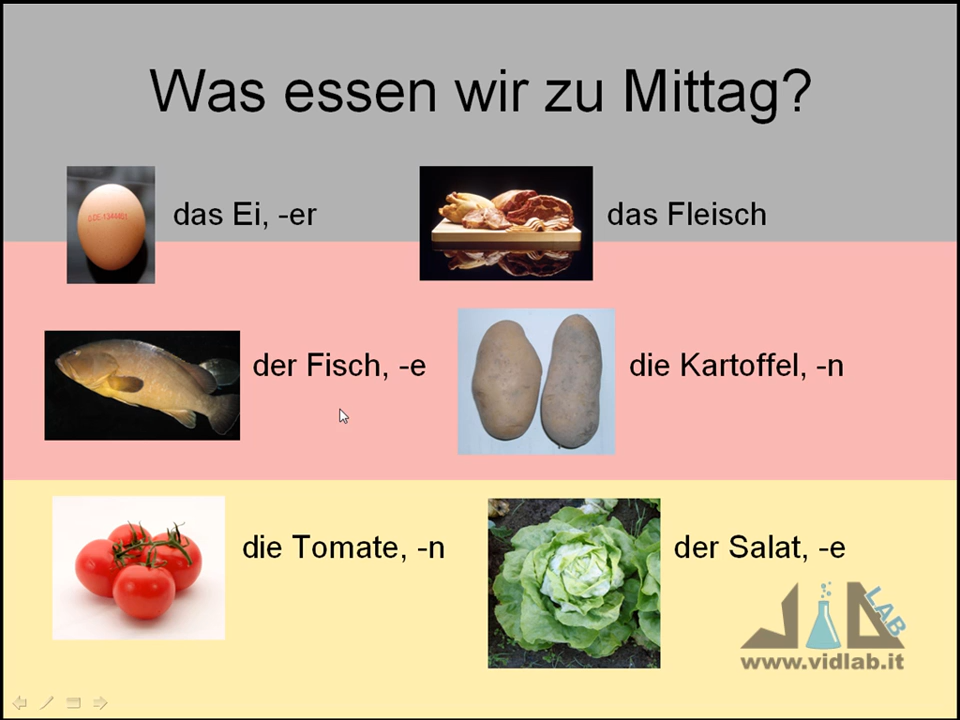 Was essen wir zu Mittag?
das Ei, -er
das Fleisch
der Fisch, -e
die Kartoffel, -n
die Tomate, -n
der Salat, -e
LAB
www.vidlab.it